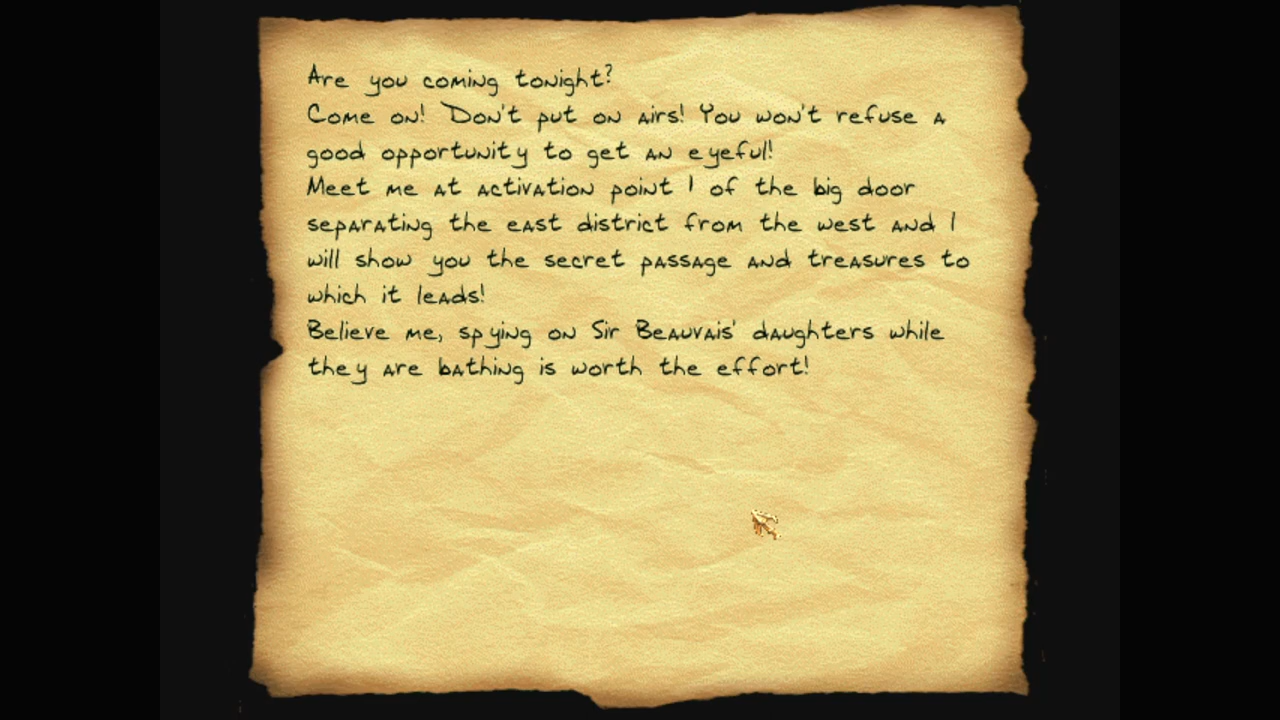 Are you coming tonight?
Come on! Don't put on airs! You won't refuse a
good opportunity to get an eyeful!
Meet me at activation point 1 of the big door
separating the east district from the west and I
will show you the secret passage and treasures to
which it leads!
Believe me, spying on Sir Beauvais' daughters while
they are bathing is worth the effort!